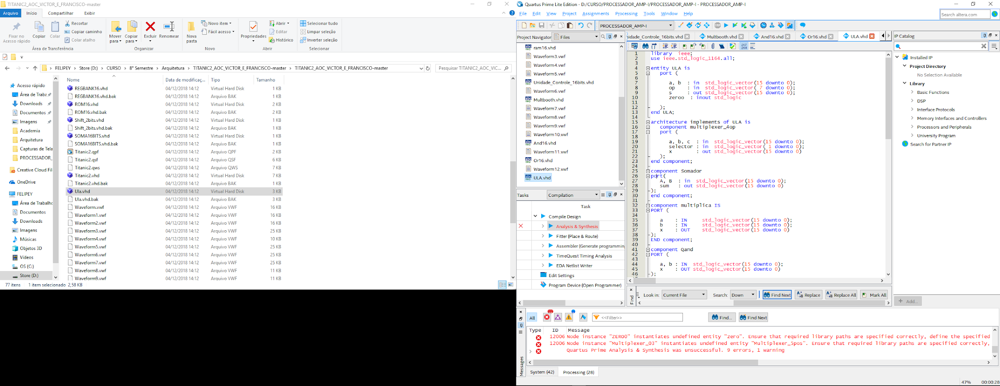 TITANIC2_AOC_VICTOR_E_FRANCISCO-master
Arquivo Início Compartilhar Exibir
Fixar no Acesso rápido
Copiar
Colar
Recortar
Copiar caminho
Colar atalho
Área de Transferência
Mover para
Copiar para
Excluir
Renomear
Organizar
Nova pasta
Novo item
Fácil acesso
Novo
Propriedades
Abrir
Editar
Histórico
Abrir
Selecionar tudo
Limpar seleção
Inverter seleção
Selecionar
FELIPEY Store (D:) CURSO 8° Semestre Arquitetura TITANIC2_AOC_VICTOR_E_FRANCISCO-master TITANIC2_AOC_VICTOR_E_FRANCISCO-master
Pesquisar TITANIC2_AOC_VIC...
Acesso rápido
Área de Traba
Downloads
Documentos
Imagens
Academia
Arquitetura
Capturas de Tela
PROCESSADOR_
Creative Cloud Fil
OneDrive
FELIPEY
Área de Trabalho
Documentos
Downloads
Imagens
Músicas
Objetos 3D
Vídeos
OS (C:)
Store (D:)
Nome Data de modificaç... Tipo Tamanho
REGBANK16.vhd 04/12/2018 14:12 Virtual Hard Disk 1 KB
REGBANK16.vhd.bak 04/12/2018 14:12 Arquivo BAK 1 KB
ROM16.vhd 04/12/2018 14:12 Virtual Hard Disk 2 KB
ROM16.vhd.bak 04/12/2018 14:12 Arquivo BAK 2 KB
Shift_2bits.vhd 04/12/2018 14:12 Virtual Hard Disk 1 KB
Shift_2bits.vhd.bak 04/12/2018 14:12 Arquivo BAK 1 KB
SOMA16BITS.vhd 04/12/2018 14:12 Virtual Hard Disk 1 KB
SOMA16BITS.vhd.bak 04/12/2018 14:12 Arquivo BAK 1 KB
Titanic2.qpf 04/12/2018 14:12 Arquivo QPF 2 KB
Titanic2.qsf 04/12/2018 14:12 Arquivo QSF 6 KB
Titanic2.qws 04/12/2018 14:12 Arquivo QWS 7 KB
Titanic2.vhd 04/12/2018 14:12 Virtual Hard Disk 7 KB
Titanic2.vhd.bak 04/12/2018 14:12 Arquivo BAK 1 KB
Ula.vhd 04/12/2018 14:12 Virtual Hard Disk 3 KB
Ula.vhd.bak 04/12/2018 14:12 Arquivo BAK 3 KB
Waveform.vwf 04/12/2018 14:12 Arquivo VWF 16 KB
Waveform1.vwf 04/12/2018 14:12 Arquivo VWF 16 KB
Waveform2.vwf 04/12/2018 14:12 Arquivo VWF 16 KB
Waveform3.vwf 04/12/2018 14:12 Arquivo VWF 25 KB
Waveform4.vwf 04/12/2018 14:12 Arquivo VWF 10 KB
Waveform5.vwf 04/12/2018 14:12 Arquivo VWF 25 KB
Waveform6.vwf 04/12/2018 14:12 Arquivo VWF 25 KB
Waveform7.vwf 04/12/2018 14:12 Arquivo VWF 25 KB
Waveform8.vwf 04/12/2018 14:12 Arquivo VWF 11 KB
Waveform9.vwf 04/12/2018 14:12 Arquivo VWF 11 KB
77 itens 1 item selecionado 2,58 KB
Quartus Prime Lite Edition - D:/CURSO/PROCESSADOR_AMP-I/PROCESSADOR_AMP-I - PROCESSADOR_AMP-I
File Edit View Project Assignments Processing Tools Window Help
Search altera.com
PROCESSADOR_AMP-I
STOP
Project Navigator Files
ram16.vhd
Waveform3.vwf
Waveform4.vwf
Waveform5.vwf
Unidade_Controle_16bits.vhd
Waveform6.vwf
Multbooth.vhd
Waveform7.vwf
Waveform8.vwf
Waveform9.vwf
Waveform10.vwf
And16.vhd
Waveform11.vwf
Or16.vhd
Waveform12.vwf
ULA.vhd
Tasks Compilation
Task
Compile Design
Analysis & Synthesis
Fitter (Place & Route)
Assembler (Generate programmin
TimeQuest Timing Analysis
EDA Netlist Writer
Edit Settings
Program Device (Open Programmer)
nidade_Controle_16bits.vhd Multbooth.vhd And16.vhd Or16.vhd ULA.vhd
267 268
1 library ieee;
2 use ieee.std_logic_1164.all;
3
4 entity ULA is
5 port (
6
7 a, b : in std_logic_vector(15 downto 0);
8 op : in std_logic_vector( 7 downto 0);
9 s : out std_logic_vector(15 downto 0);
10 zeroo : inout std_logic
11
12 );
13 end ULA;
14
15 architecture implements of ULA is
16 component multiplexer_4op
17 port (
18
19 a, b, c : in std_logic_vector(15 downto 0);
20 selector : in std_logic_vector( 1 downto 0);
21 x : out std_logic_vector(15 downto 0)
22 );
23 end component;
24
25 component Somador
26 port(
27 A, B : in std_logic_vector(15 downto 0);
28 sum : out std_logic_vector(15 downto 0)
29 );
30 end component;
31
32 component multiplica IS
33 PORT (
34
35 a : IN std_logic_vector(15 downto 0);
36 b : IN std_logic_vector(15 downto 0);
37 x : OUT std_logic_vector(15 downto 0)
38 );
39 END component;
40
41 component Qand
42 PORT (
43
44 a, b : IN std_logic_vector(15 downto 0);
45 x : OUT std_logic_vector(15 downto 0)
46 );
Find
Look in: Current File Search: Down Find Next Replace Replace All Mark All
IP Catalog
Installed IP
Project Directory
No Selection Available
Library
Basic Functions
DSP
Interface Protocols
Memory Interfaces and Controllers
Processors and Peripherals
University Program
Search for Partner IP
Add...
Messages
All <<Filter>> Find... Find Next
Type ID Message
12006 Node instance "ZEROO" instantiates undefined entity "zero". Ensure that required library paths are specified correctly, define the specified
12006 Node instance "Multiplexer_03" instantiates undefined entity "Multiplexer_5pos". Ensure that required library paths are specified correctly,
Quartus Prime Analysis & Synthesis was unsuccessful. 9 errors, 1 warning
System (42) Processing (28)
47% 00:00:28